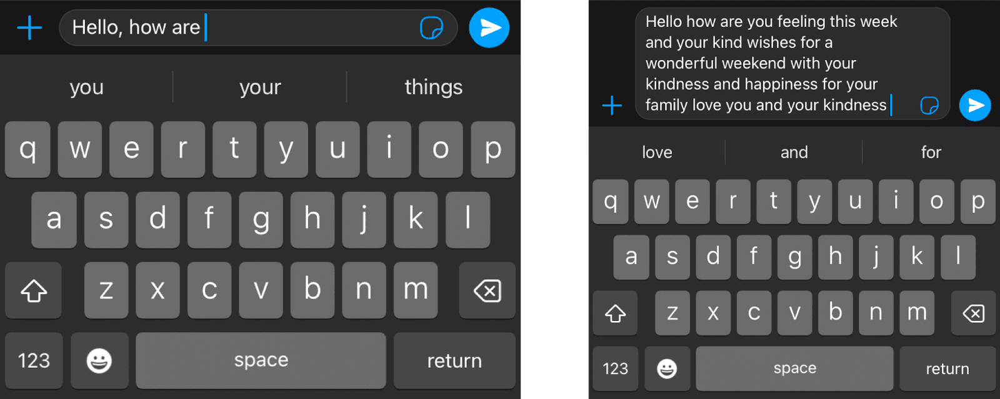 Hello, how are
you your things
q w e r t y u i o p
a s d f g h j k l
z x c v b n m
123 space return
Hello how are you feeling this week
and your kind wishes for a
wonderful weekend with your
kindness and happiness for your
family love you and your kindness
love and for
q w e r t y u i o p
a s d f g h j k l
z x c v b n m
123 space return